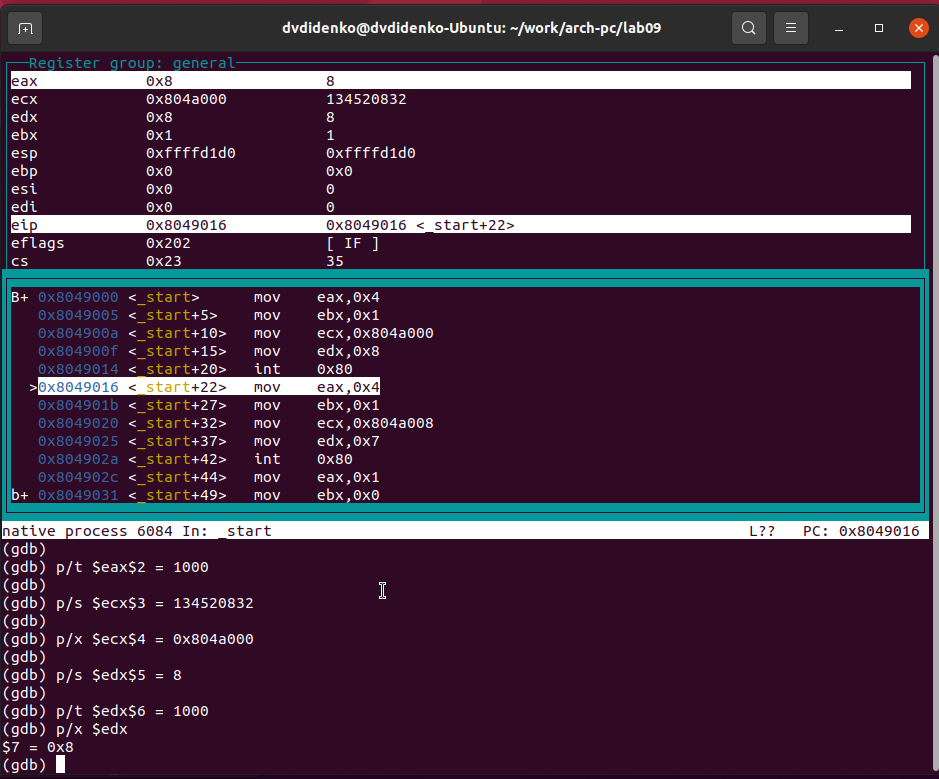 dvdidenko@dvdidenko-Ubuntu: ~/work/arch-pc/lab09
Register group: general
eax 0x8 8
ecx 0x804a000 134520832
edx 0x8 8
ebx 0x1 1
esp 0xffffd1d0 0xffffd1d0
ebp 0x0 0x0
esi 0x0 0
edi 0x0 0
eip 0x8049016 0x8049016 <_start+22>
eflags 0x202 [ IF ]
cs 0x23 35
B+ 0x8049000 <_start> mov eax,0x4
0x8049005 <_start+5> mov ebx,0x1
0x804900a <_start+10> mov ecx,0x804a000
0x804900f <_start+15> mov edx,0x8
0x8049014 <_start+20> int 0x80
>0x8049016 <_start+22> mov eax,0x4
0x804901b <_start+27> mov ebx,0x1
0x8049020 <_start+32> mov ecx,0x804a008
0x8049025 <_start+37> mov edx,0x7
0x804902a <_start+42> int 0x80
0x804902c <_start+44> mov eax,0x1
b+ 0x8049031 <_start+49> mov ebx,0x0
native process 6084 In: _start L?? PC: 0x8049016
(gdb)
(gdb) p/t $eax$2 = 1000
(gdb)
(gdb) p/s $ecx$3 = 134520832
(gdb)
(gdb) p/x $ecx$4 = 0x804a000
(gdb)
(gdb) p/s $edx$5 = 8
(gdb)
(gdb) p/t $edx$6 = 1000
(gdb) p/x $edx
$7 = 0x8
(gdb)